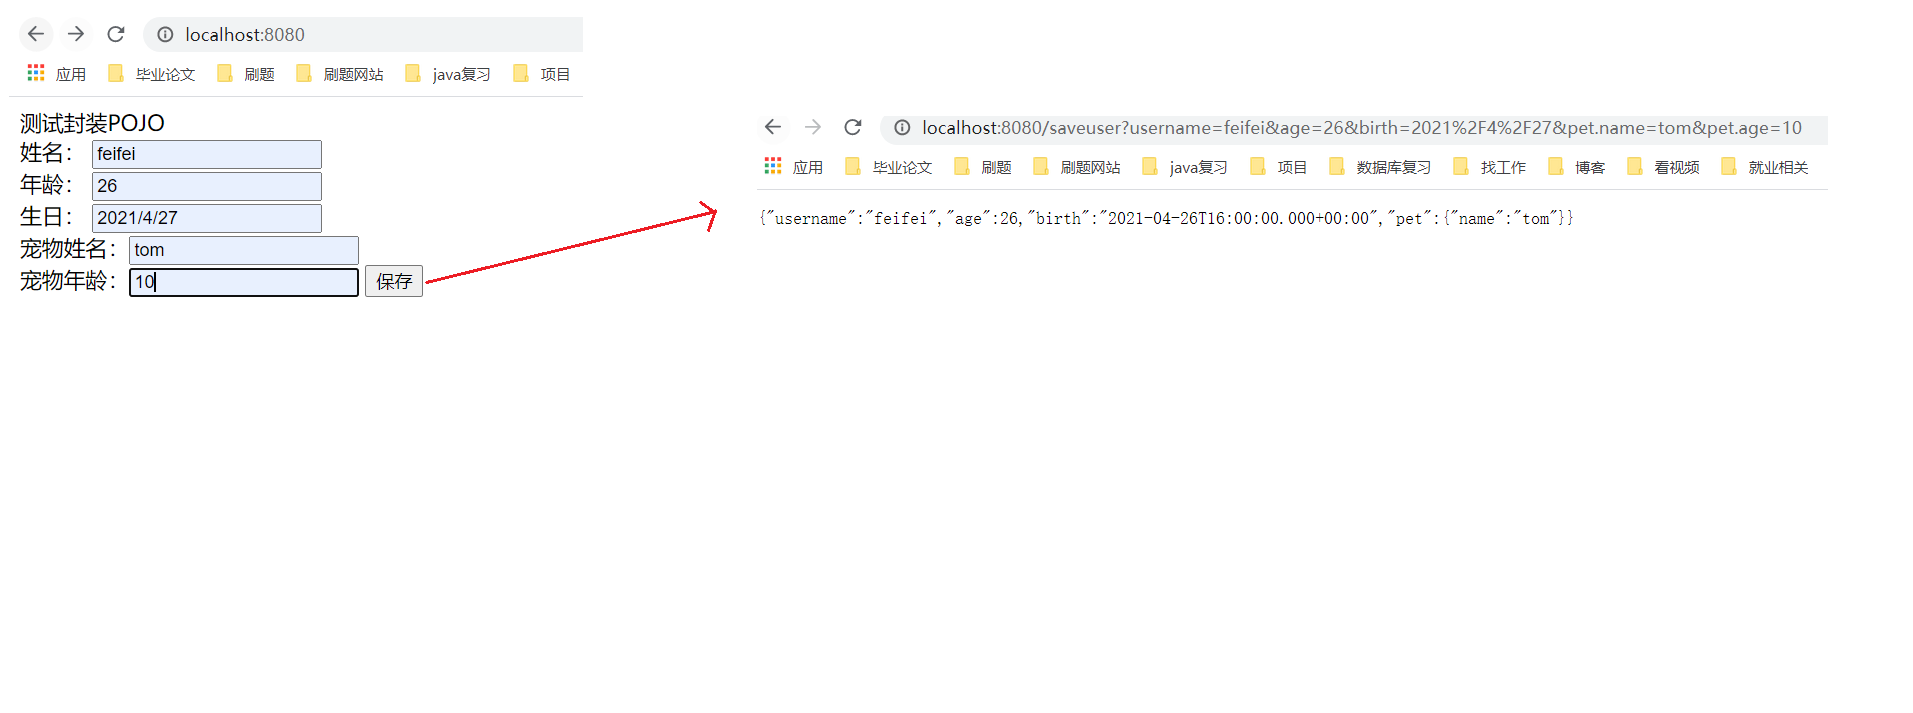 localhost:8080
应用 毕业论文 刷题 刷题网站 java复习 项目
测试封装POJO
姓名： feifei
年龄： 26
生日： 2021/4/27
宠物姓名： tom
宠物年龄： 10 保存
localhost:8080/saveuser?username=feifei&age=26&birth=2021%2F4%2F27&pet.name=tom&pet.age=10
应用 毕业论文 刷题 刷题网站 java复习 项目 数据库复习 找工作 博客 看视频 就业相关
{"username":"feifei","age":26,"birth":"2021-04-26T16:00:00.000+00:00","pet":{"name":"tom"}}